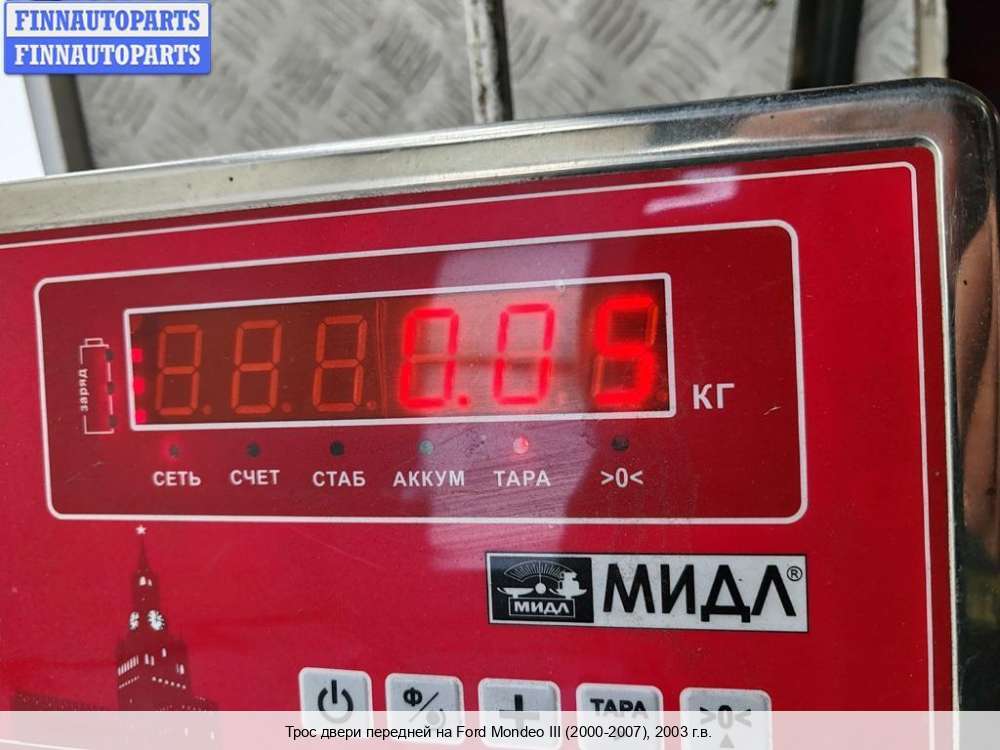 FINNAUTOPARTS
FINNAUTOPARTS
заряд
0.05
КГ
СЕТЬ СЧЕТ СТАБ АККУМ ТАРА >0<
МИДЛ МИДЛ®
Ф/
+
ТАРА
>0<
Трос двери передней на Ford Mondeo III (2000-2007), 2003 г.в.